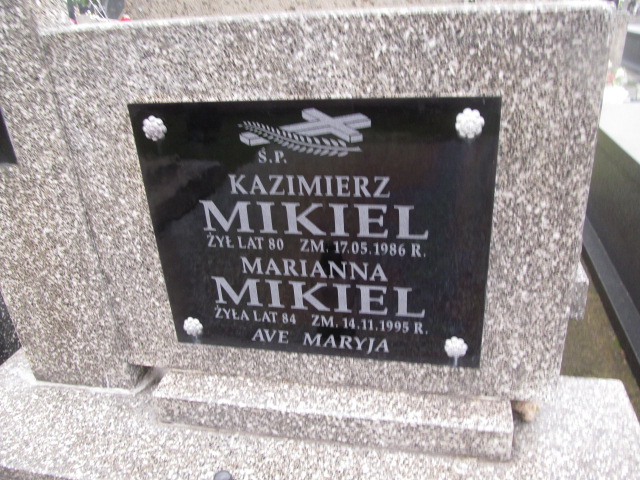 Ś.P.
KAZIMIERZ
MIKIEL
ŻYŁ LAT 80 ZM. 17.05.1986 R.
MARIANNA
MIKIEL
ŻYŁA LAT 84 ZM. 14.11.1995 R.
AVE MARYJA